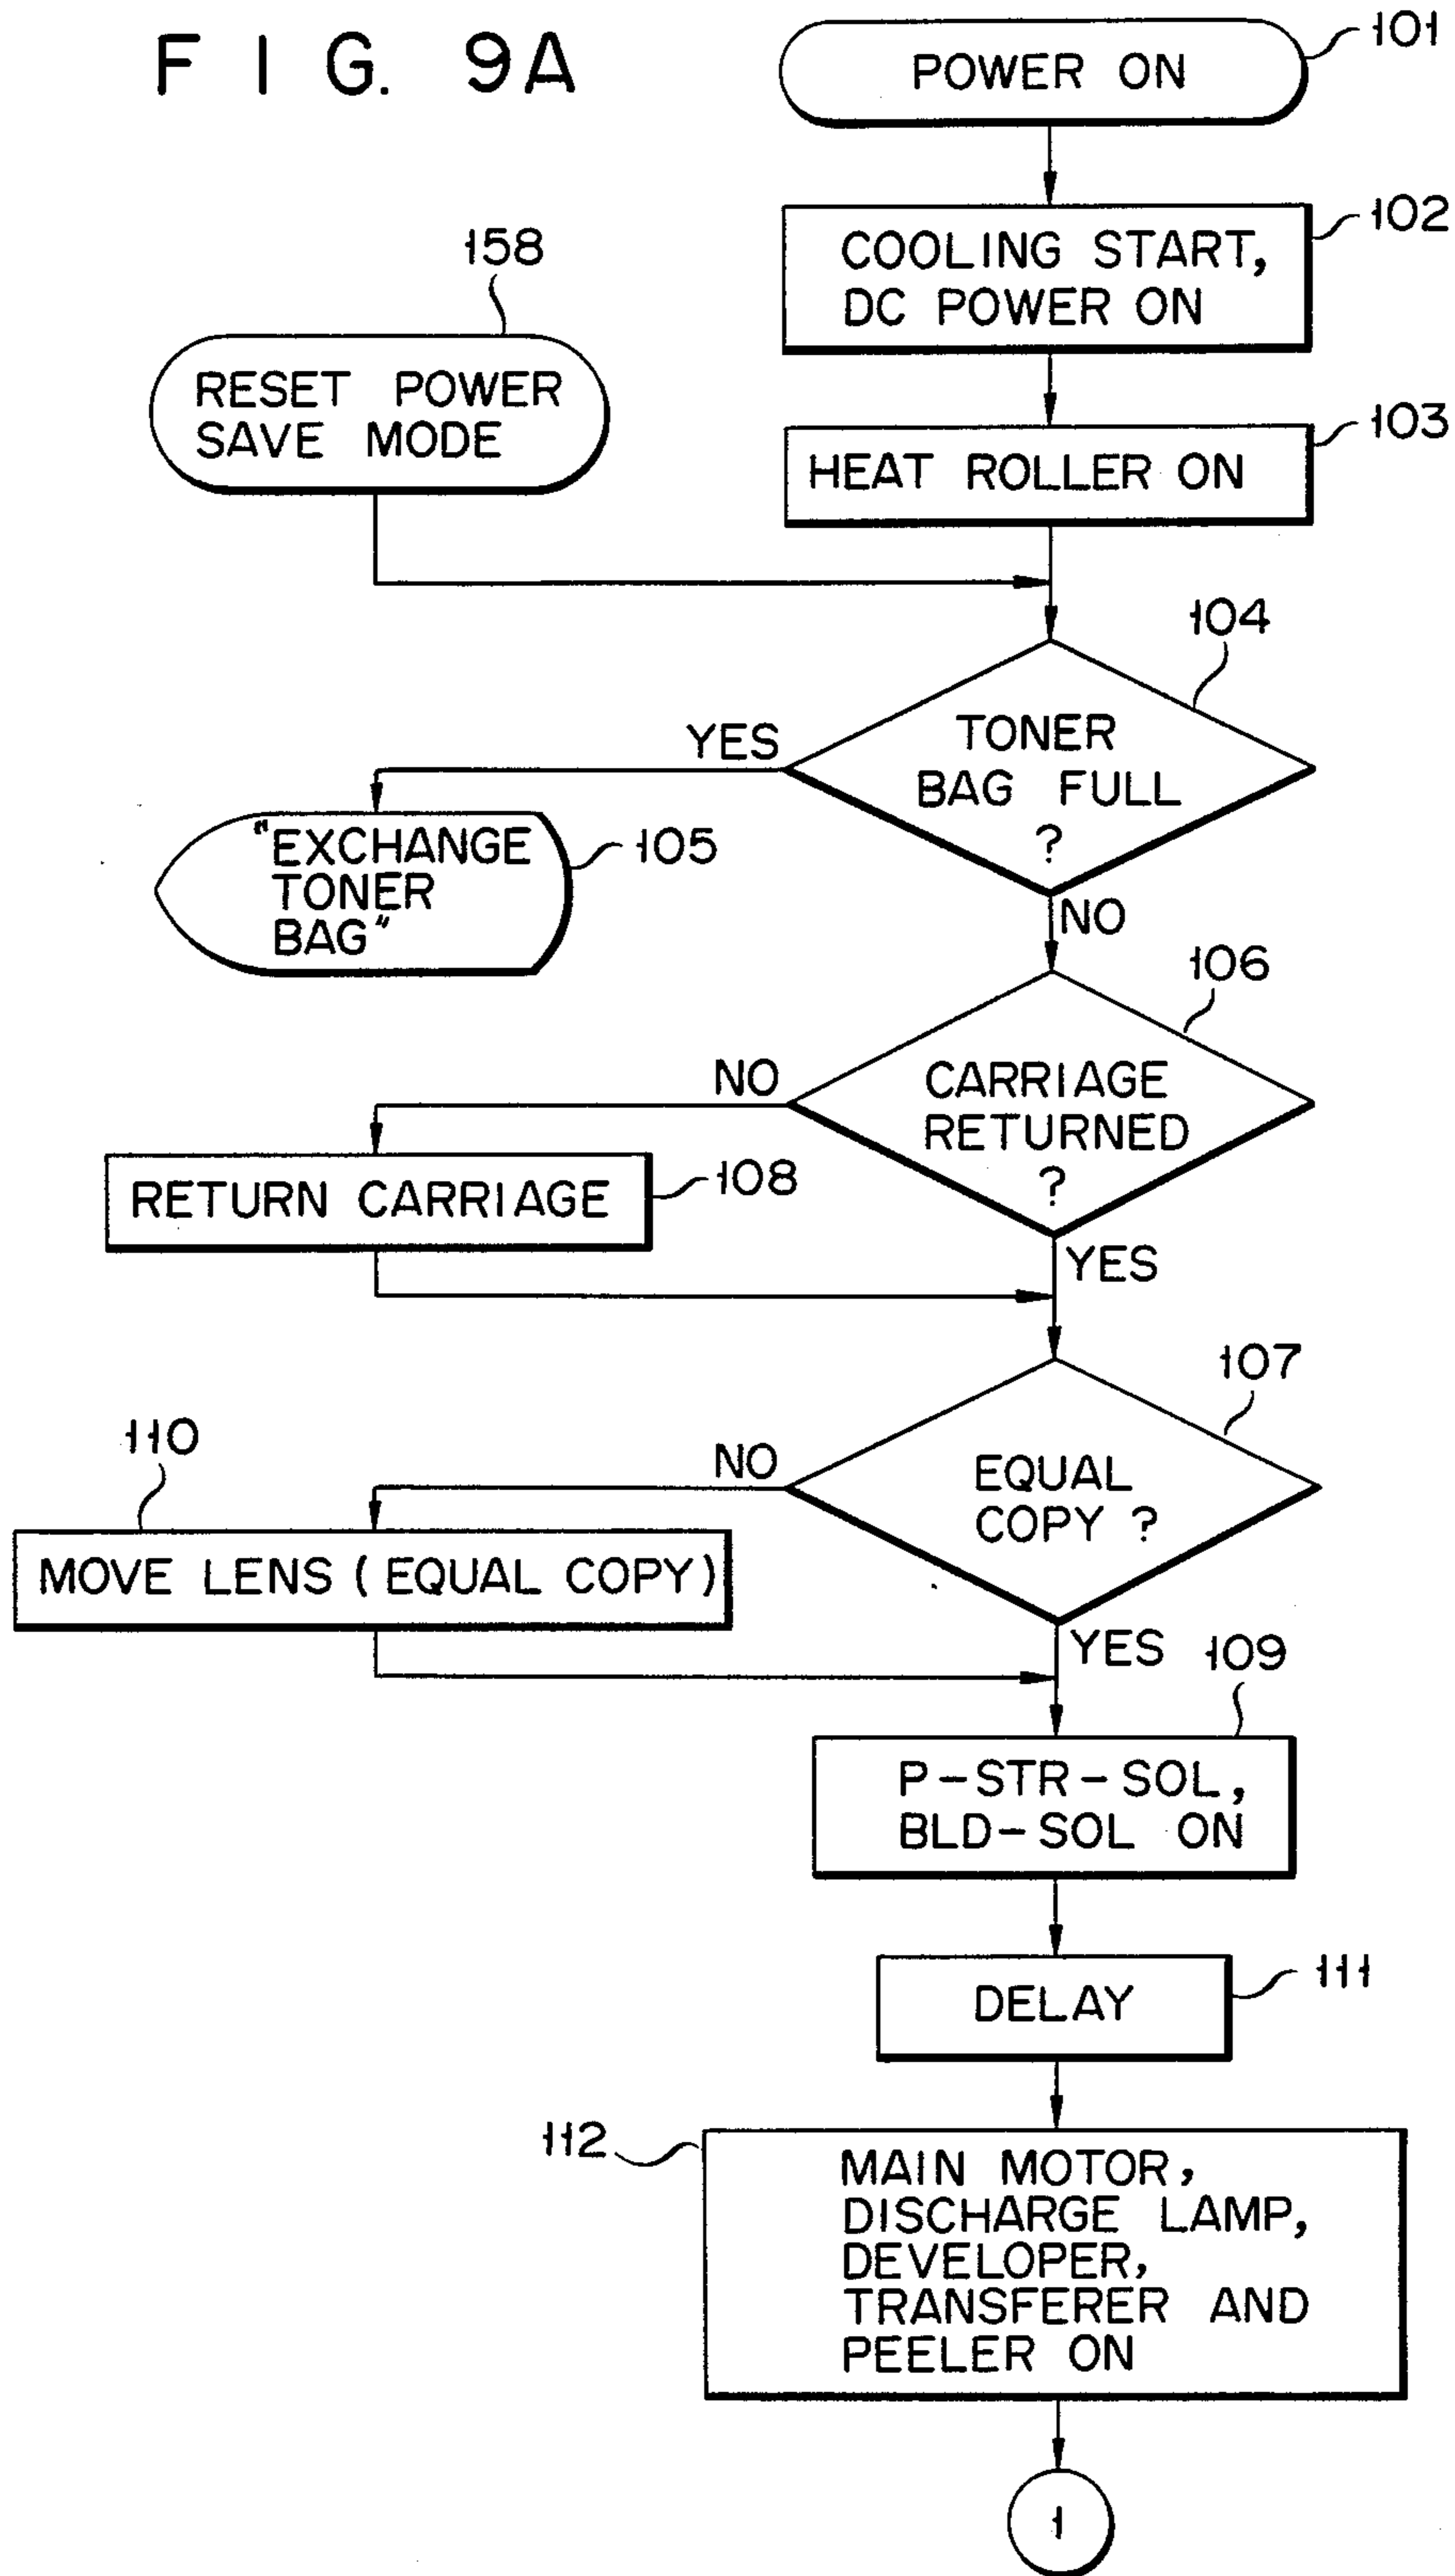 FIG. 9A
POWER ON
101
COOLING START,
DC POWER ON
102
158
RESET POWER
SAVE MODE
HEAT ROLLER ON
103
104
TONER
BAG FULL
?
YES
NO
"EXCHANGE
TONER
BAG"
105
106
CARRIAGE
RETURNED
?
NO
YES
RETURN CARRIAGE
108
107
EQUAL
COPY ?
NO
YES
110
MOVE LENS (EQUAL COPY)
109
P-STR-SOL,
BLD-SOL ON
DELAY
111
112
MAIN MOTOR,
DISCHARGE LAMP,
DEVELOPER,
TRANSFERER AND
PEELER ON
1